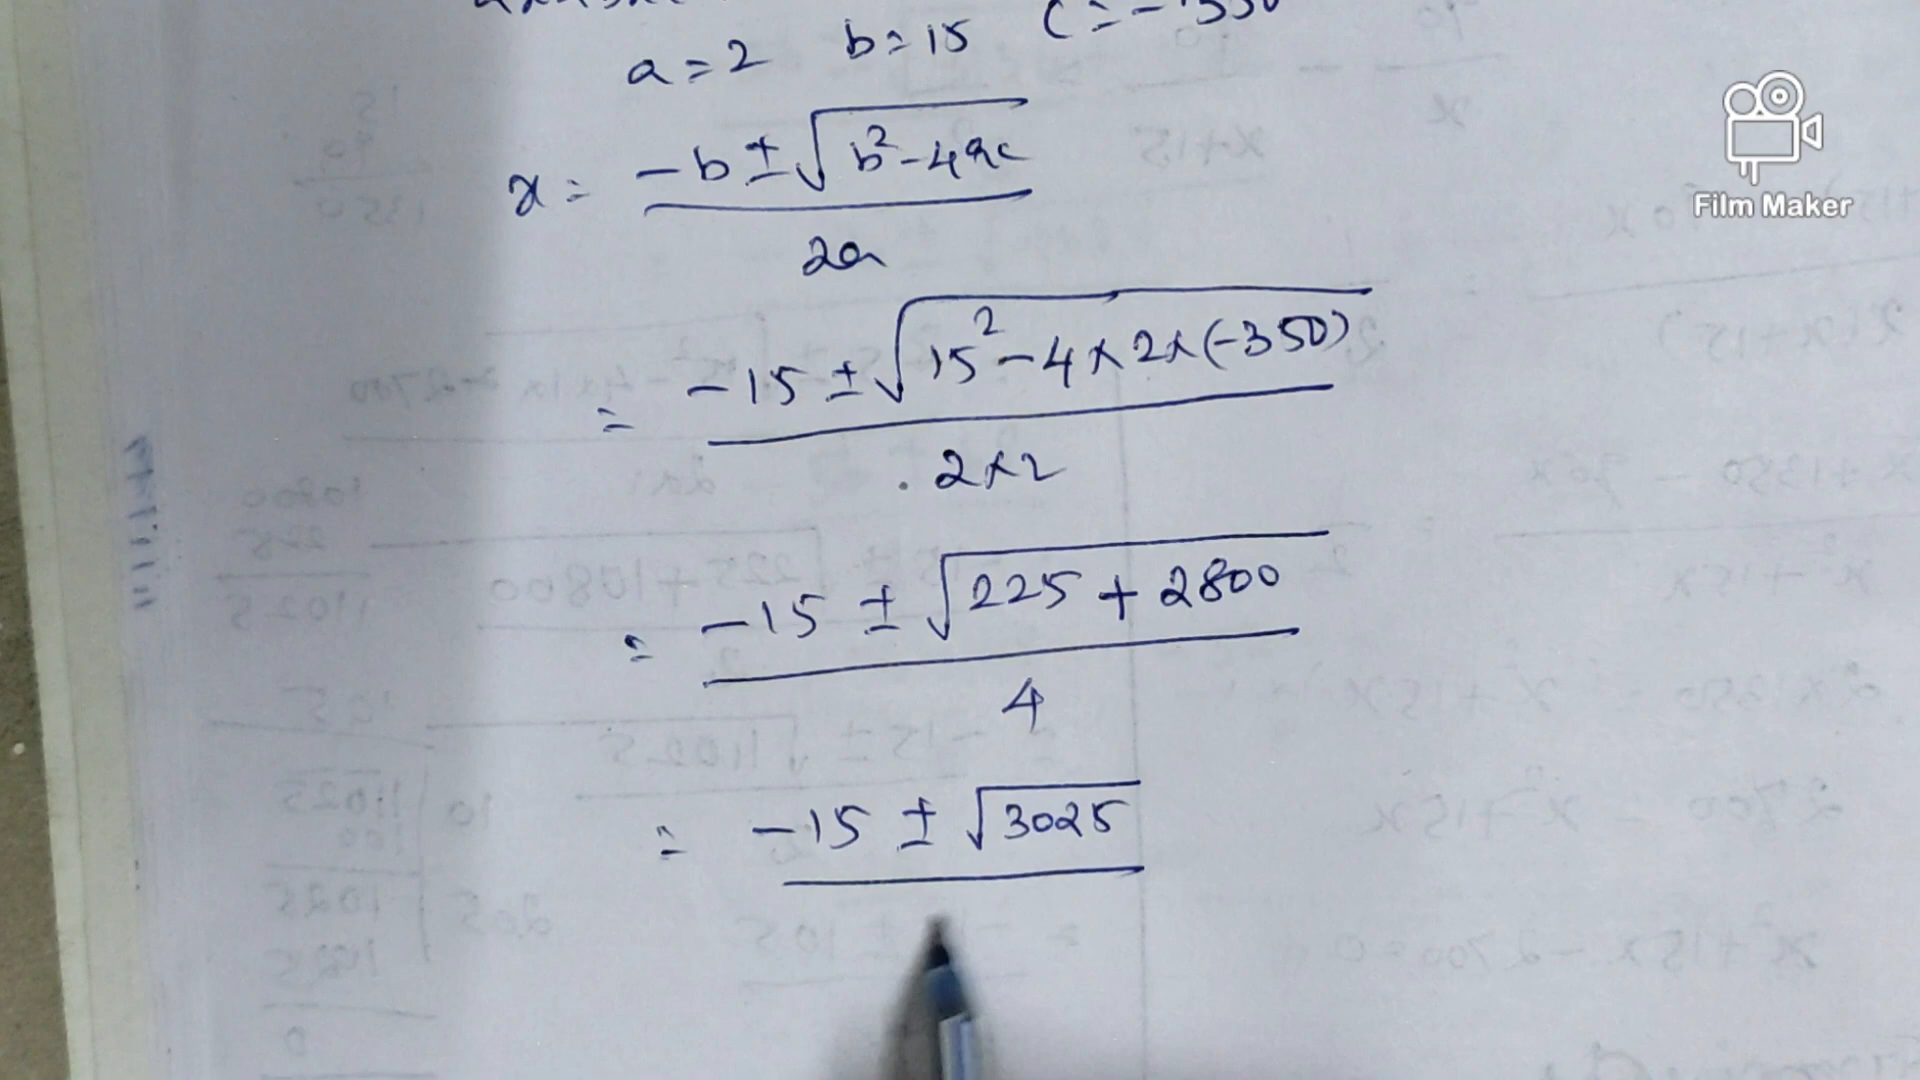 a = 2 b = 15 c = -350
x = -b ± √b² - 4ac
2a
= -15 ± √15² - 4 × 2 × (-350)
2 × 2
= -15 ± √225 + 2800
4
= -15 ± √3025
Film Maker